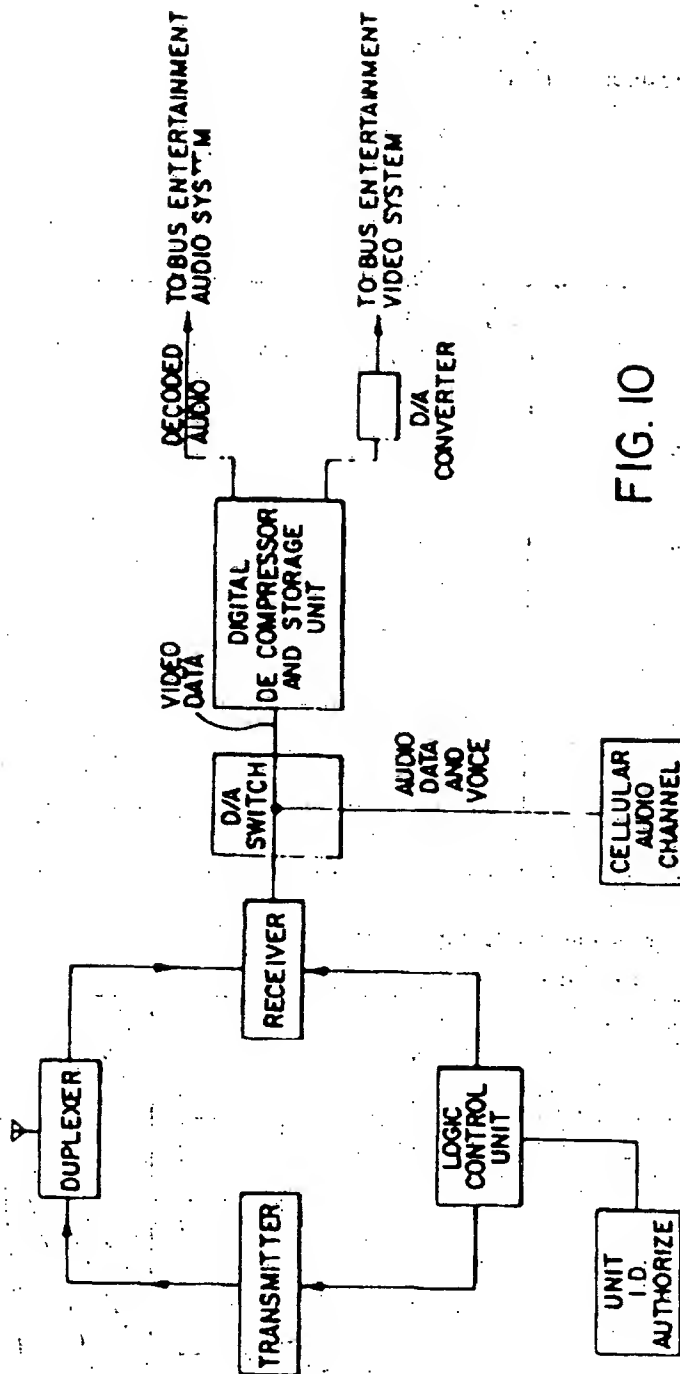 DUPLEXER
TRANSMITTER
RECEIVER
LOGIC
CONTROL
UNIT
UNIT
I.D.
AUTHORIZE
D/A
SWITCH
VIDEO
DATA
AUDIO
DATA
AND
VOICE
CELLULAR
AUDIO
CHANNEL
DIGITAL
DE COMPRESSOR
AND STORAGE
UNIT
DECODED
AUDIO
TO BUS ENTERTAINMENT
AUDIO SYSTEM
D/A
CONVERTER
TO BUS ENTERTAINMENT
VIDEO SYSTEM
FIG. 10